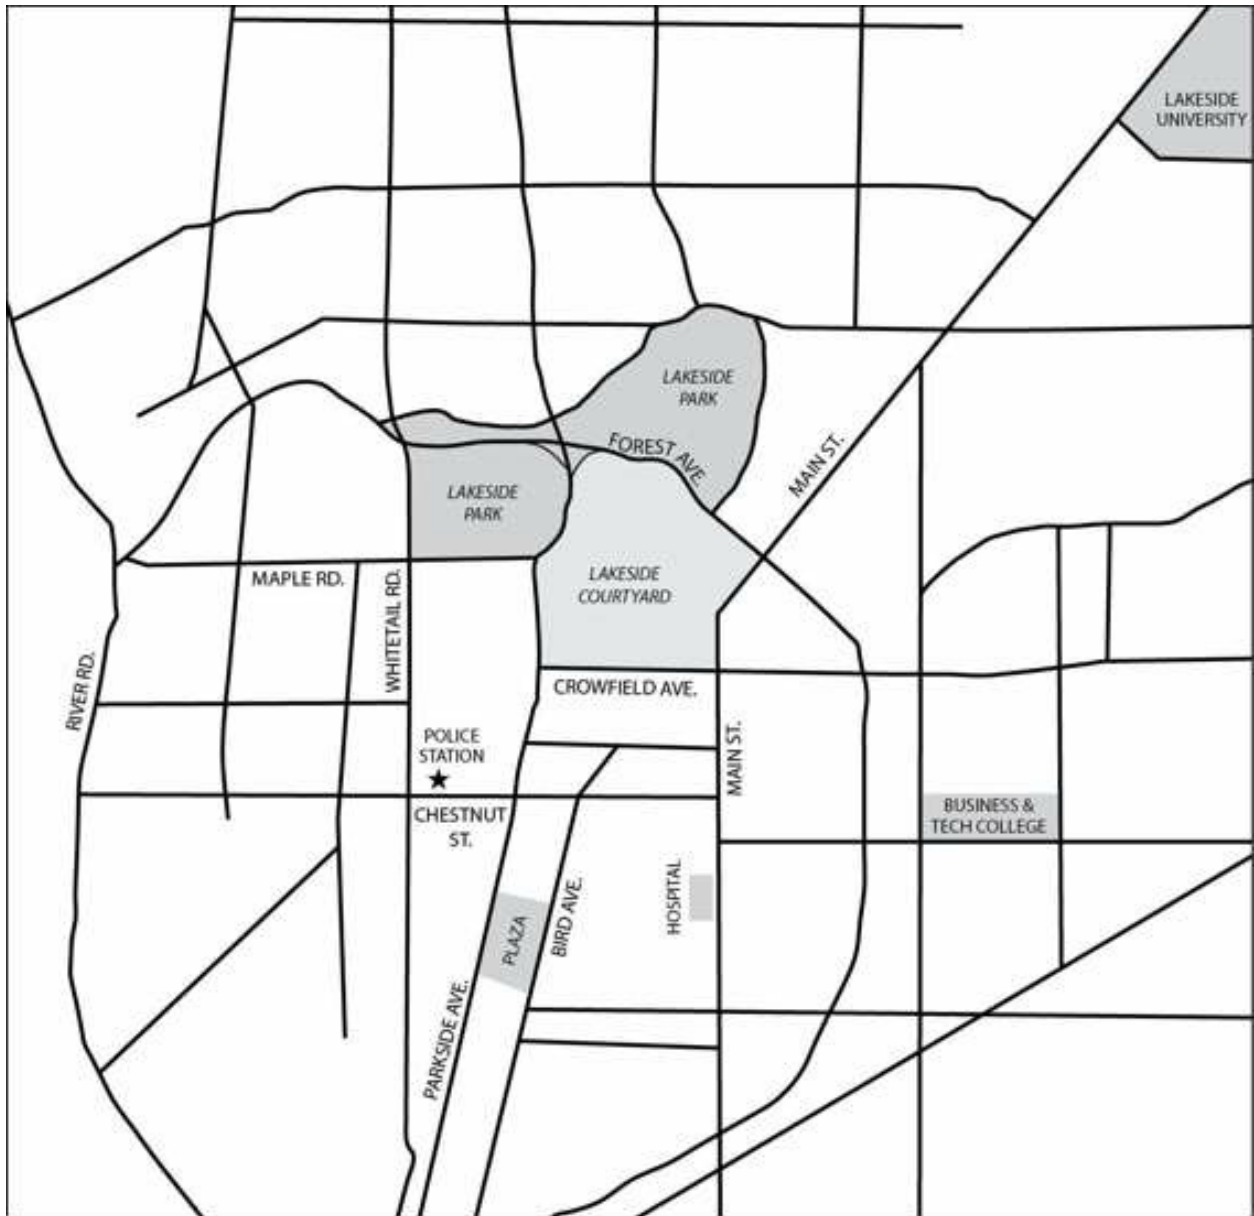 LAKESIDE
UNIVERSITY
LAKESIDE
PARK
FOREST AVE.
MAIN ST.
LAKESIDE
PARK
LAKESIDE
COURTYARD
MAPLE RD.
WHITETAIL RD.
RIVER RD.
CROWFIELD AVE.
POLICE
STATION
MAIN ST.
CHESTNUT
ST.
BUSINESS &
TECH COLLEGE
HOSPITAL
PLAZA
BIRD AVE.
PARKSIDE AVE.